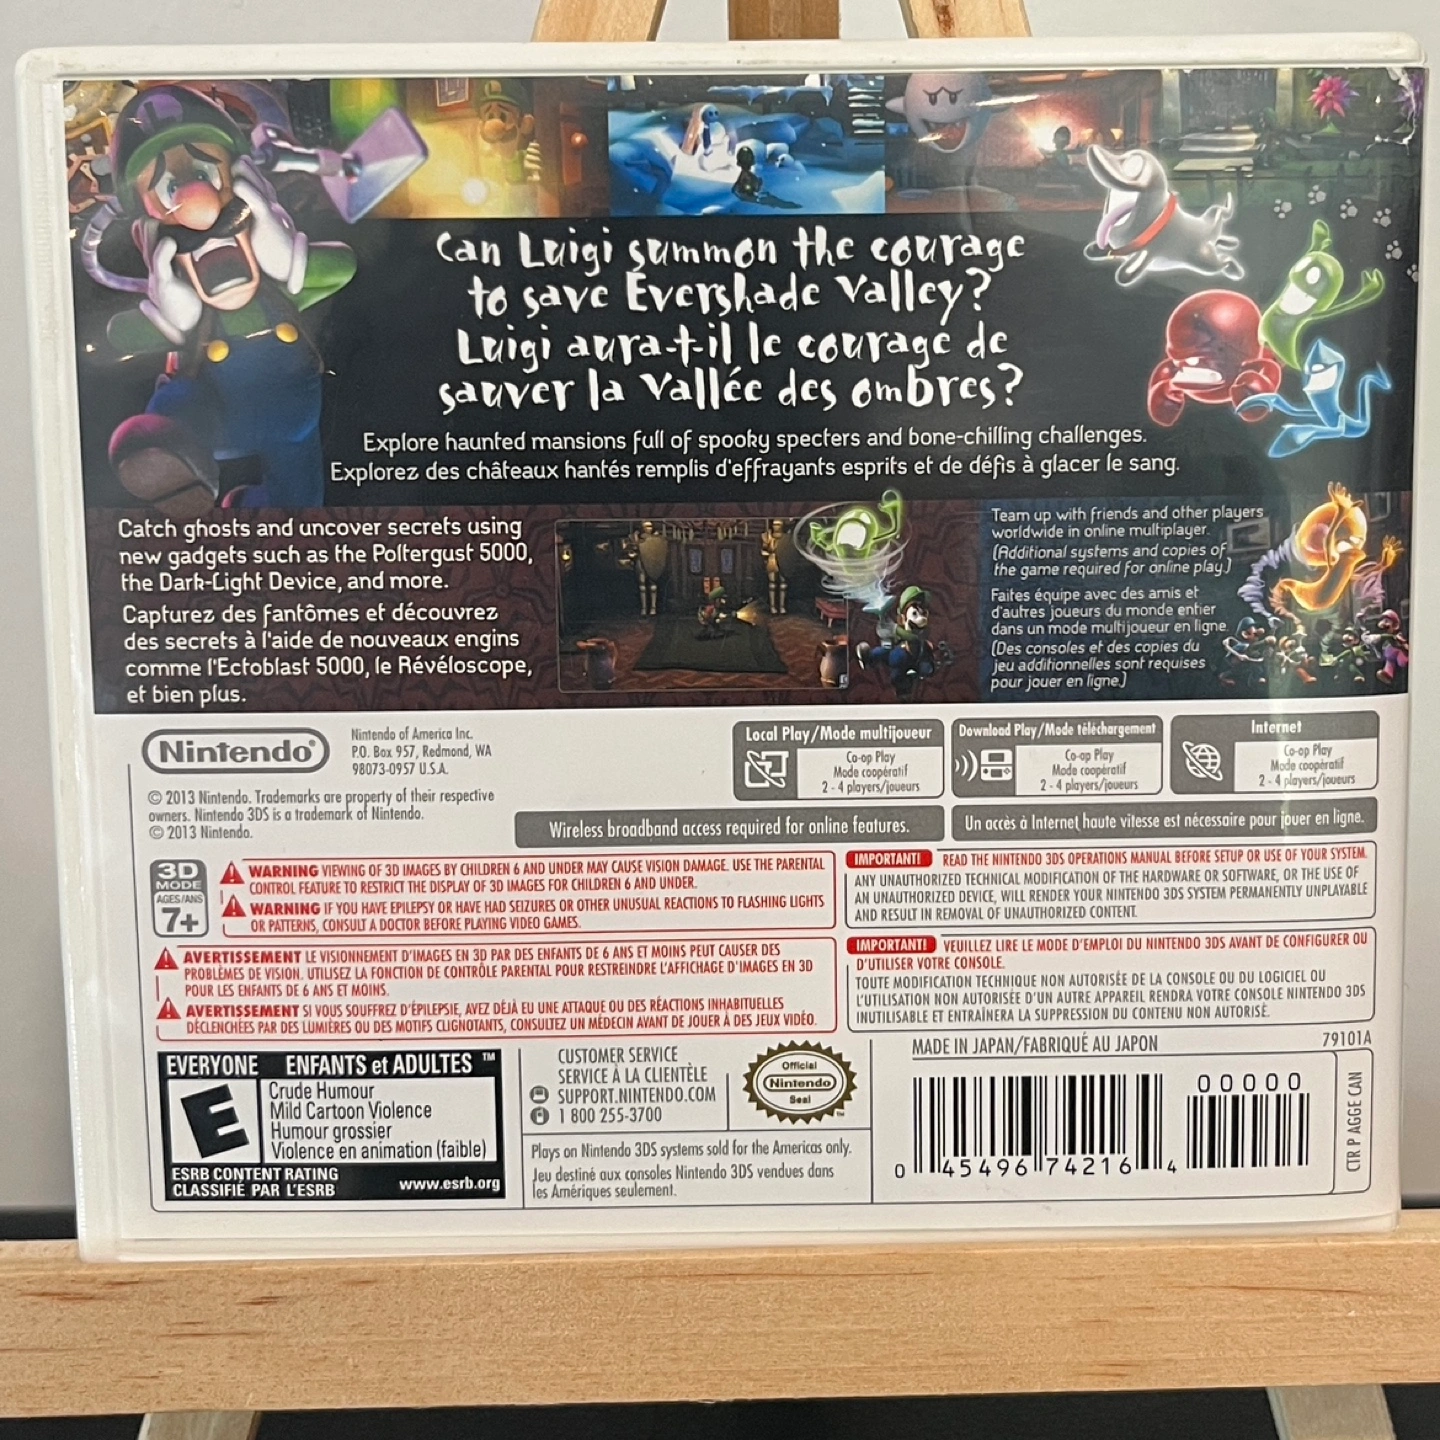 Can Luigi summon the courage
to save Evershade Valley?
Luigi aura-t-il le courage de
sauver la Vallée des ombres?
Explore haunted mansions full of spooky specters and bone-chilling challenges.
Explorez des châteaux hantés remplis d'effrayants esprits et de défis à glacer le sang.
Catch ghosts and uncover secrets using
new gadgets such as the Poltergust 5000,
the Dark-Light Device, and more.
Capturez des fantômes et découvrez
des secrets à l'aide de nouveaux engins
comme l'Ectoblast 5000, le Révéloscope,
et bien plus.
Team up with friends and other players
worldwide in online multiplayer.
(Additional systems and copies of
the game required for online play.)
Faites équipe avec des amis et
d'autres joueurs du monde entier
dans un mode multijoueur en ligne.
(Des consoles et des copies du
jeu additionnelles sont requises
pour jouer en ligne.)
Nintendo®
Nintendo of America Inc.
P.O. Box 957, Redmond, WA
98073-0957 U.S.A.
© 2013 Nintendo. Trademarks are property of their respective
owners. Nintendo 3DS is a trademark of Nintendo.
© 2013 Nintendo.
Local Play/Mode multijoueur
Co-op Play
Mode coopératif
2 - 4 players/joueurs
Download Play/Mode téléchargement
Co-op Play
Mode coopératif
2 - 4 players/joueurs
Internet
Co-op Play
Mode coopératif
2 - 4 players/joueurs
Wireless broadband access required for online features.
Un accès à Internet haute vitesse est nécessaire pour jouer en ligne.
3D
MODE
AGES/ANS
7+
WARNING VIEWING OF 3D IMAGES BY CHILDREN 6 AND UNDER MAY CAUSE VISION DAMAGE. USE THE PARENTAL
CONTROL FEATURE TO RESTRICT THE DISPLAY OF 3D IMAGES FOR CHILDREN 6 AND UNDER.
WARNING IF YOU HAVE EPILEPSY OR HAVE HAD SEIZURES OR OTHER UNUSUAL REACTIONS TO FLASHING LIGHTS
OR PATTERNS, CONSULT A DOCTOR BEFORE PLAYING VIDEO GAMES.
AVERTISSEMENT LE VISIONNEMENT D'IMAGES EN 3D PAR DES ENFANTS DE 6 ANS ET MOINS PEUT CAUSER DES
PROBLÈMES DE VISION. UTILISEZ LA FONCTION DE CONTRÔLE PARENTAL POUR RESTREINDRE L'AFFICHAGE D'IMAGES EN 3D
POUR LES ENFANTS DE 6 ANS ET MOINS.
AVERTISSEMENT SI VOUS SOUFFREZ D'ÉPILEPSIE, AVEZ DÉJÀ EU UNE ATTAQUE OU DES RÉACTIONS INHABITUELLES
DÉCLENCHÉES PAR DES LUMIÈRES OU DES MOTIFS CLIGNOTANTS, CONSULTEZ UN MÉDECIN AVANT DE JOUER À DES JEUX VIDÉO.
IMPORTANT! READ THE NINTENDO 3DS OPERATIONS MANUAL BEFORE SETUP OR USE OF YOUR SYSTEM.
ANY UNAUTHORIZED TECHNICAL MODIFICATION OF THE HARDWARE OR SOFTWARE, OR THE USE OF
AN UNAUTHORIZED DEVICE, WILL RENDER YOUR NINTENDO 3DS SYSTEM PERMANENTLY UNPLAYABLE
AND RESULT IN REMOVAL OF UNAUTHORIZED CONTENT.
IMPORTANT! VEUILLEZ LIRE LE MODE D'EMPLOI DU NINTENDO 3DS AVANT DE CONFIGURER OU
D'UTILISER VOTRE CONSOLE.
TOUTE MODIFICATION TECHNIQUE NON AUTORISÉE DE LA CONSOLE OU DU LOGICIEL OU
L'UTILISATION NON AUTORISÉE D'UN AUTRE APPAREIL RENDRA VOTRE CONSOLE NINTENDO 3DS
INUTILISABLE ET ENTRAÎNERA LA SUPPRESSION DU CONTENU NON AUTORISÉ.
EVERYONE ENFANTS et ADULTES ™
E
Crude Humour
Mild Cartoon Violence
Humour grossier
Violence en animation (faible)
ESRB CONTENT RATING
CLASSIFIÉ PAR L'ESRB
www.esrb.org
CUSTOMER SERVICE
SERVICE À LA CLIENTÈLE
SUPPORT.NINTENDO.COM
1 800 255-3700
Official
Nintendo
Seal
Plays on Nintendo 3DS systems sold for the Americas only.
Jeu destiné aux consoles Nintendo 3DS vendues dans
les Amériques seulement.
MADE IN JAPAN/FABRIQUÉ AU JAPON
79101A
00000
0 45496 74216 4
CTR P AGGE CAN